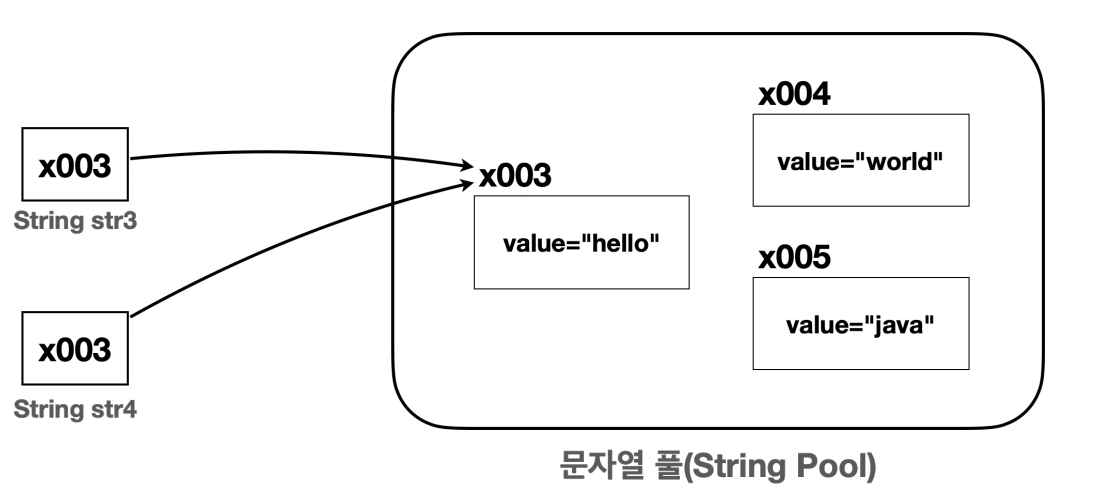 x003
String str3
x003
String str4
x003
value="hello"
x004
value="world"
x005
value="java"
문자열 풀(String Pool)